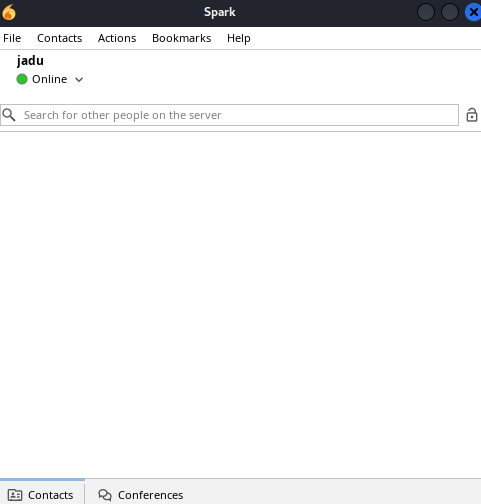 Spark
File Contacts Actions Bookmarks Help
jadu
Online
Search for other people on the server
Contacts Conferences